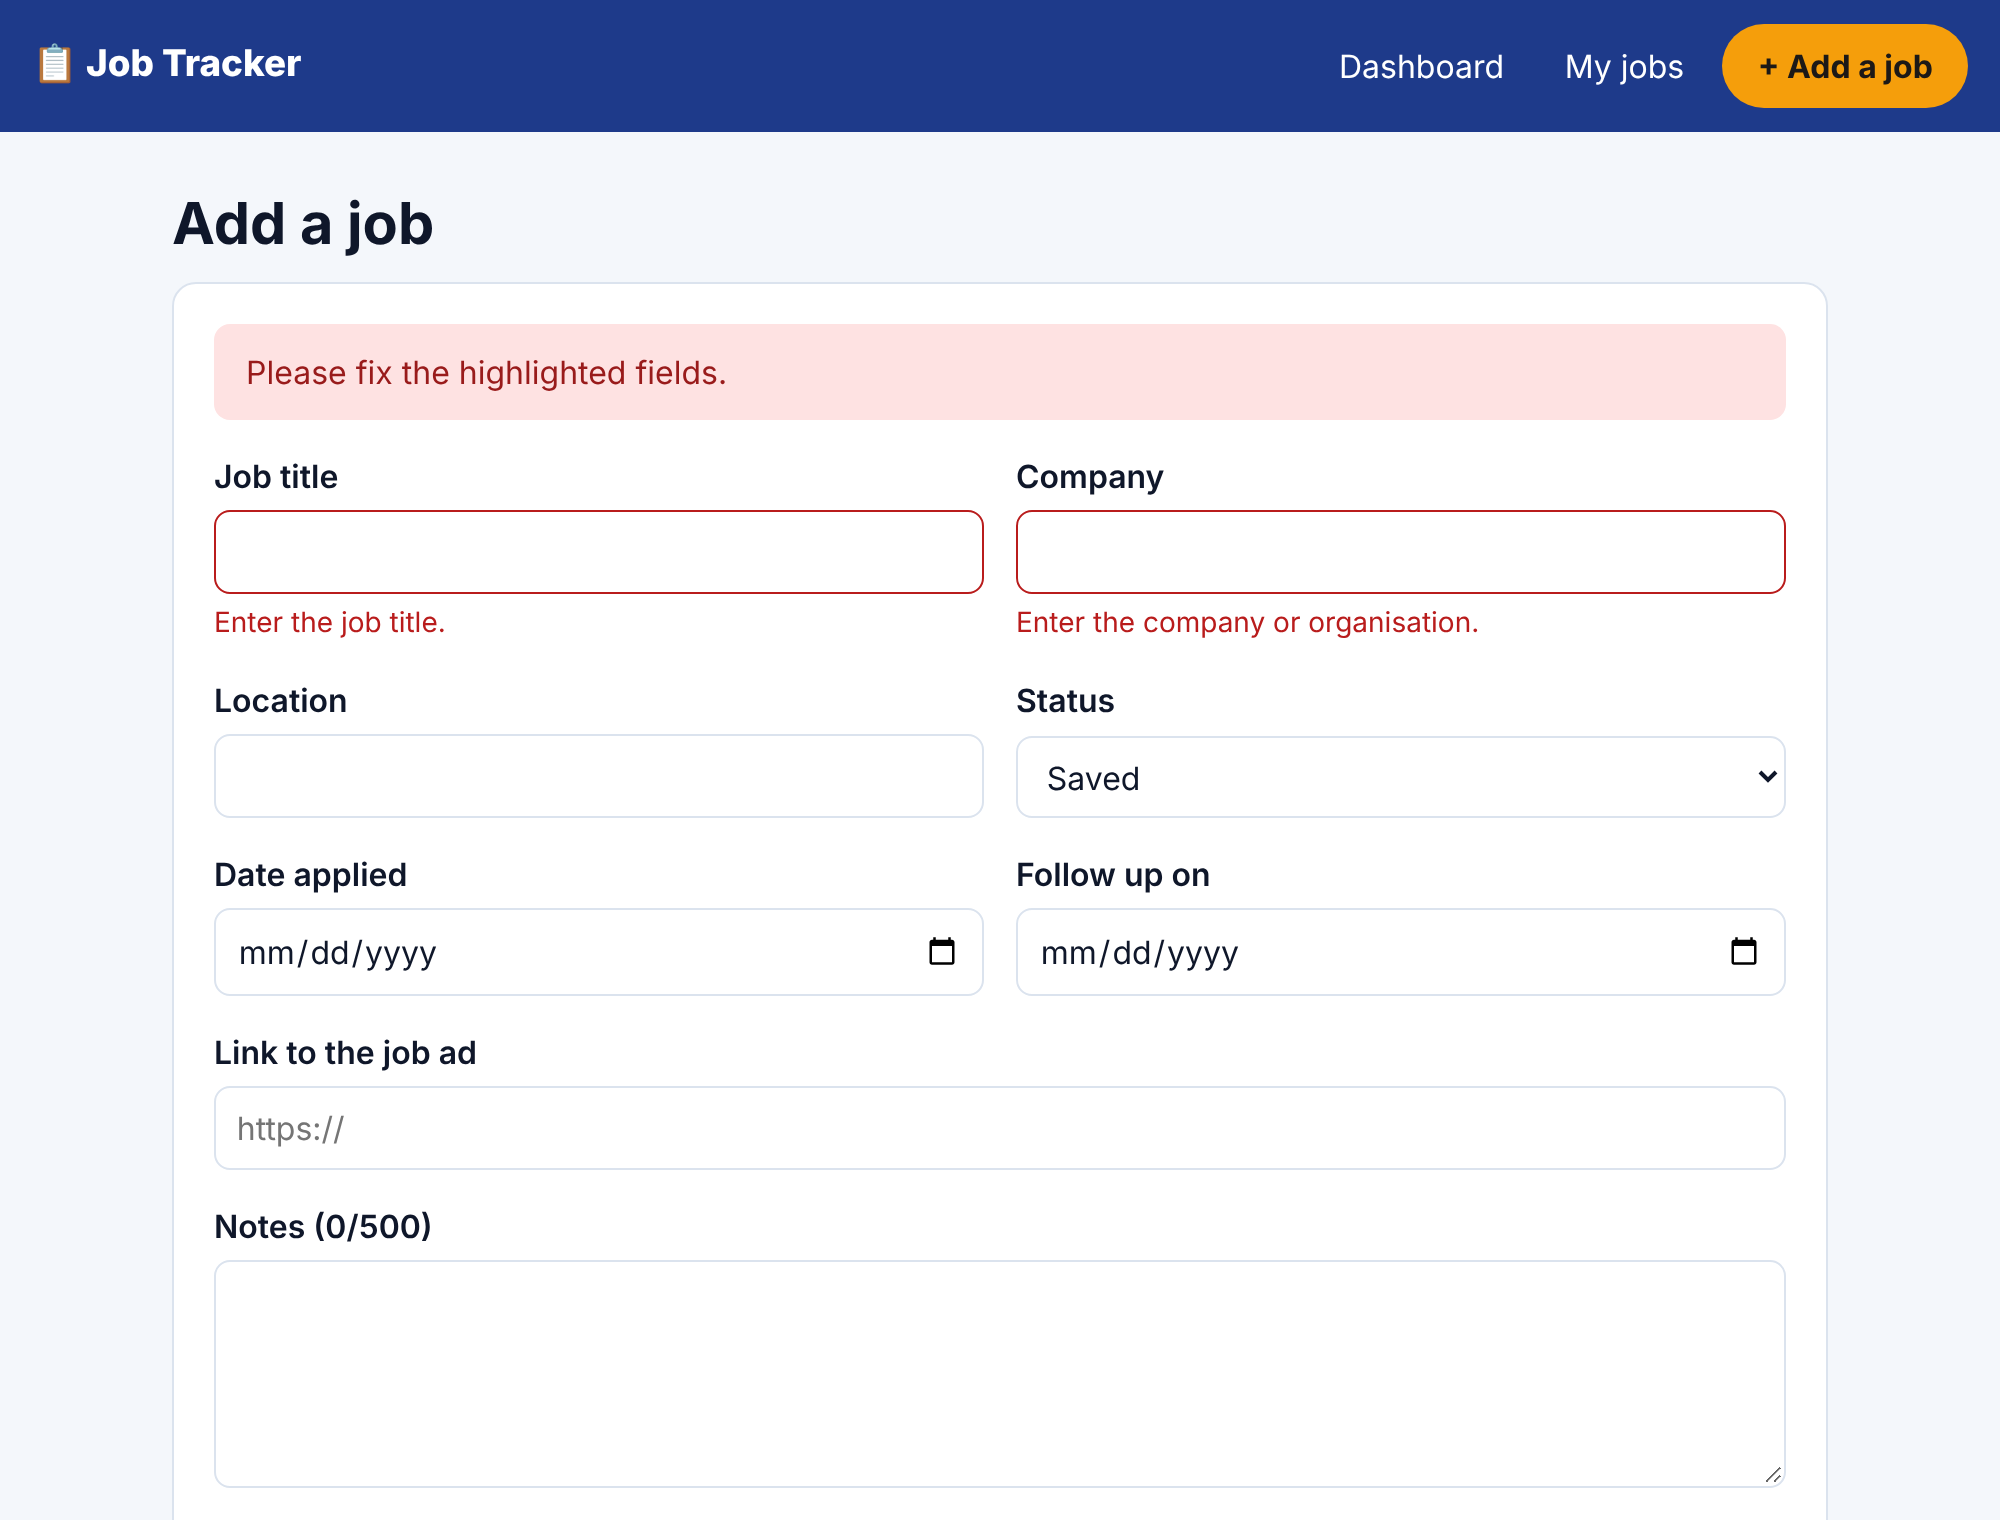 📋 Job Tracker
Dashboard
My jobs
+ Add a job
Add a job
Please fix the highlighted fields.
Job title
Company
Enter the job title.
Enter the company or organisation.
Location
Status
Saved
Date applied
Follow up on
mm/dd/yyyy
mm/dd/yyyy
Link to the job ad
https://
Notes (0/500)